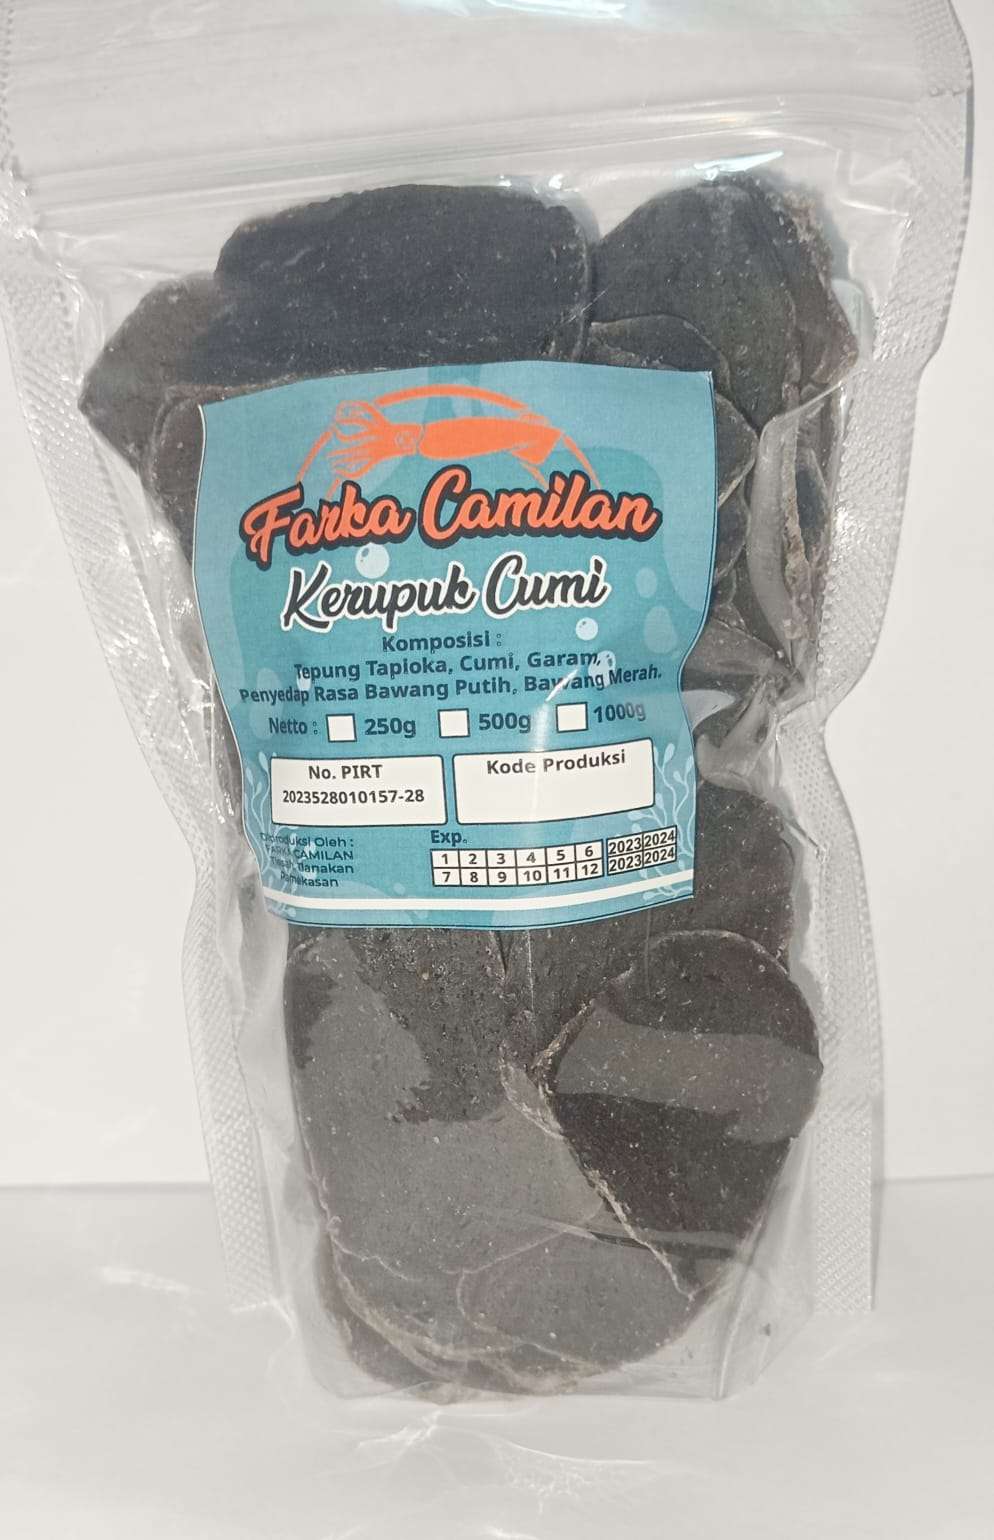 Farka Camilan
Kerupuk Cumi
Komposisi :
Tepung Tapioka, Cumi, Garam,
Penyedap Rasa Bawang Putih, Bawang Merah.
Netto : 250g 500g 1000g
No. PIRT
2023528010157-28
Kode Produksi
Diproduksi Oleh :
FARKA CAMILAN
Tlanakan
Pamekasan
Exp.
1 2 3 4 5 6 2023 2024
7 8 9 10 11 12 2023 2024